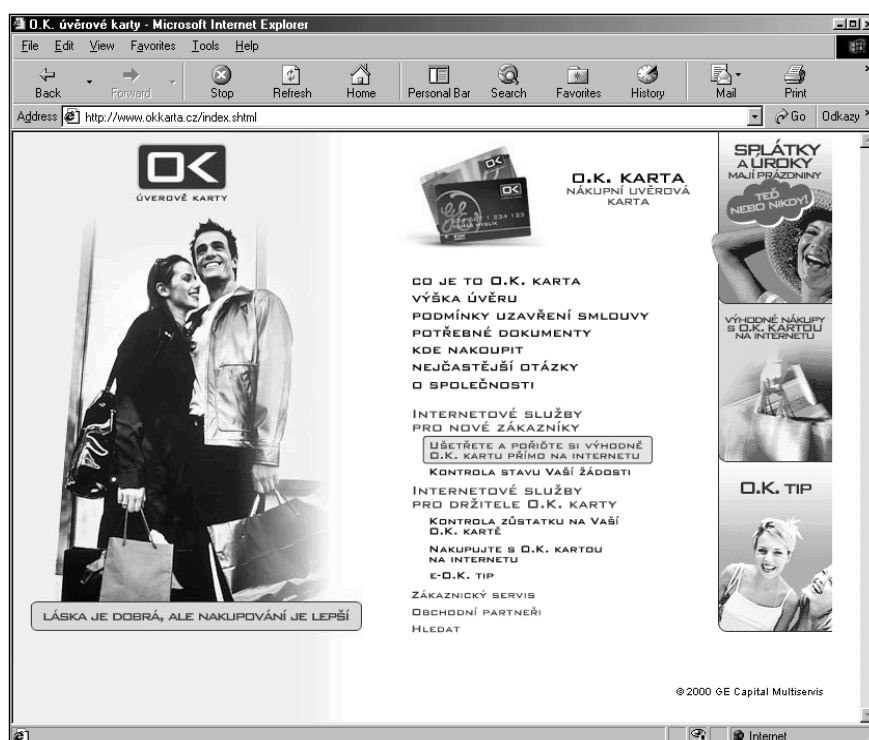 O.K. úvěrové karty - Microsoft Internet Explorer
File Edit View Favorites Tools Help
Back Forward Stop Refresh Home Personal Bar Search Favorites History Mail Print
Address http://www.okkarta.cz/index.shtml Go Odkazy
OK
ÚVEROVÉ KARTY
OK
OK
O.K. KARTA
NÁKUPNÍ UVĚROVÁ
KARTA
SPLÁTKY
A ÚROKY
MAJÍ PRÁZDNINY
TEĎ
NEBO NIKDY!
CO JE TO O.K. KARTA
VÝŠKA ÚVĚRU
PODMÍNKY UZAVŘENÍ SMLOUVY
POTŘEBNÉ DOKUMENTY
KDE NAKOUPIT
NEJČASTĚJŠÍ OTÁZKY
O SPOLEČNOSTI
VÝHODNÉ NÁKUPY
S O.K. KARTOU
NA INTERNETU
INTERNETOVÉ SLUŽBY
PRO NOVÉ ZÁKAZNÍKY
UŠETŘETE A POŘIĎTE SI VÝHODNĚ
O.K. KARTU PŘÍMO NA INTERNETU
KONTROLA STAVU VAŠÍ ŽÁDOSTI
INTERNETOVÉ SLUŽBY
PRO DRŽITELE O.K. KARTY
KONTROLA ZŮSTATKU NA VAŠÍ
O.K. KARTĚ
NAKUPUJTE S O.K. KARTOU
NA INTERNETU
E-O.K. TIP
O.K. TIP
ZÁKAZNICKÝ SERVIS
OBCHODNÍ PARTNEŘI
HLEDAT
LÁSKA JE DOBRÁ, ALE NAKUPOVÁNÍ JE LEPŠÍ
© 2000 GE Capital Multiservis
Internet